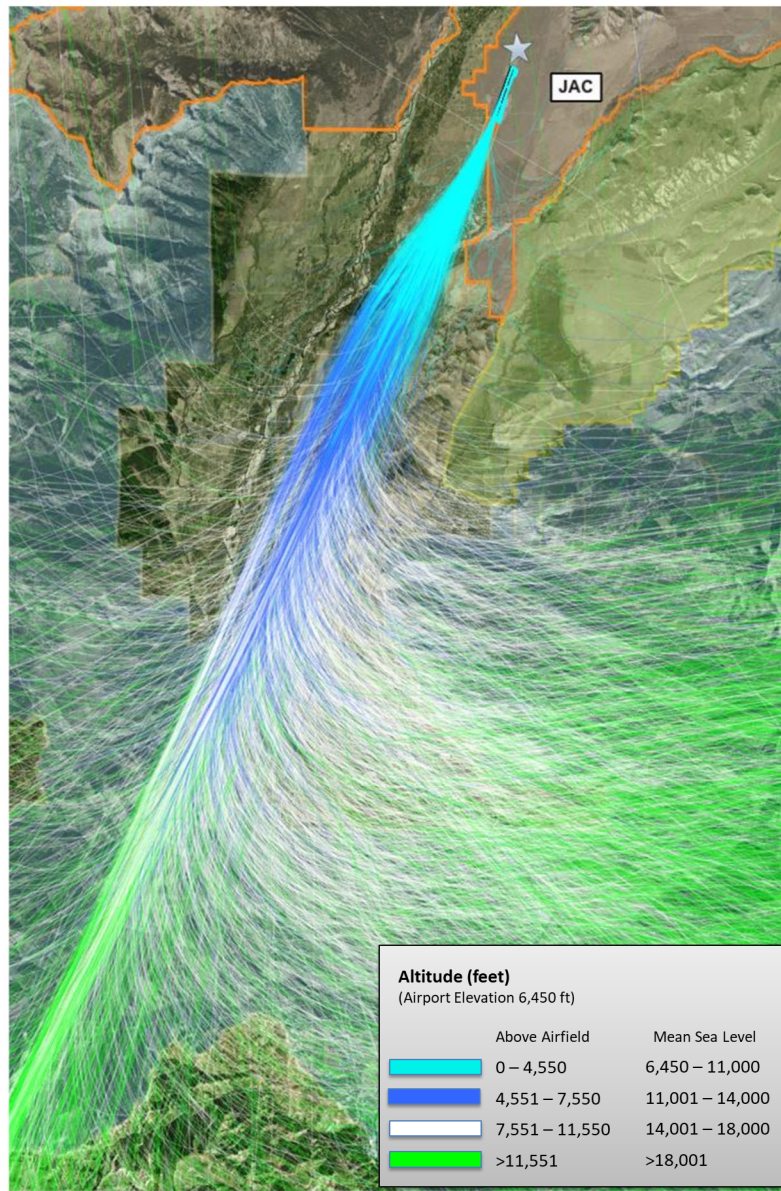 JAC
Altitude (feet)
(Airport Elevation 6,450 ft)
Above Airfield Mean Sea Level
0 – 4,550 6,450 – 11,000
4,551 – 7,550 11,001 – 14,000
7,551 – 11,550 14,001 – 18,000
>11,551 >18,001